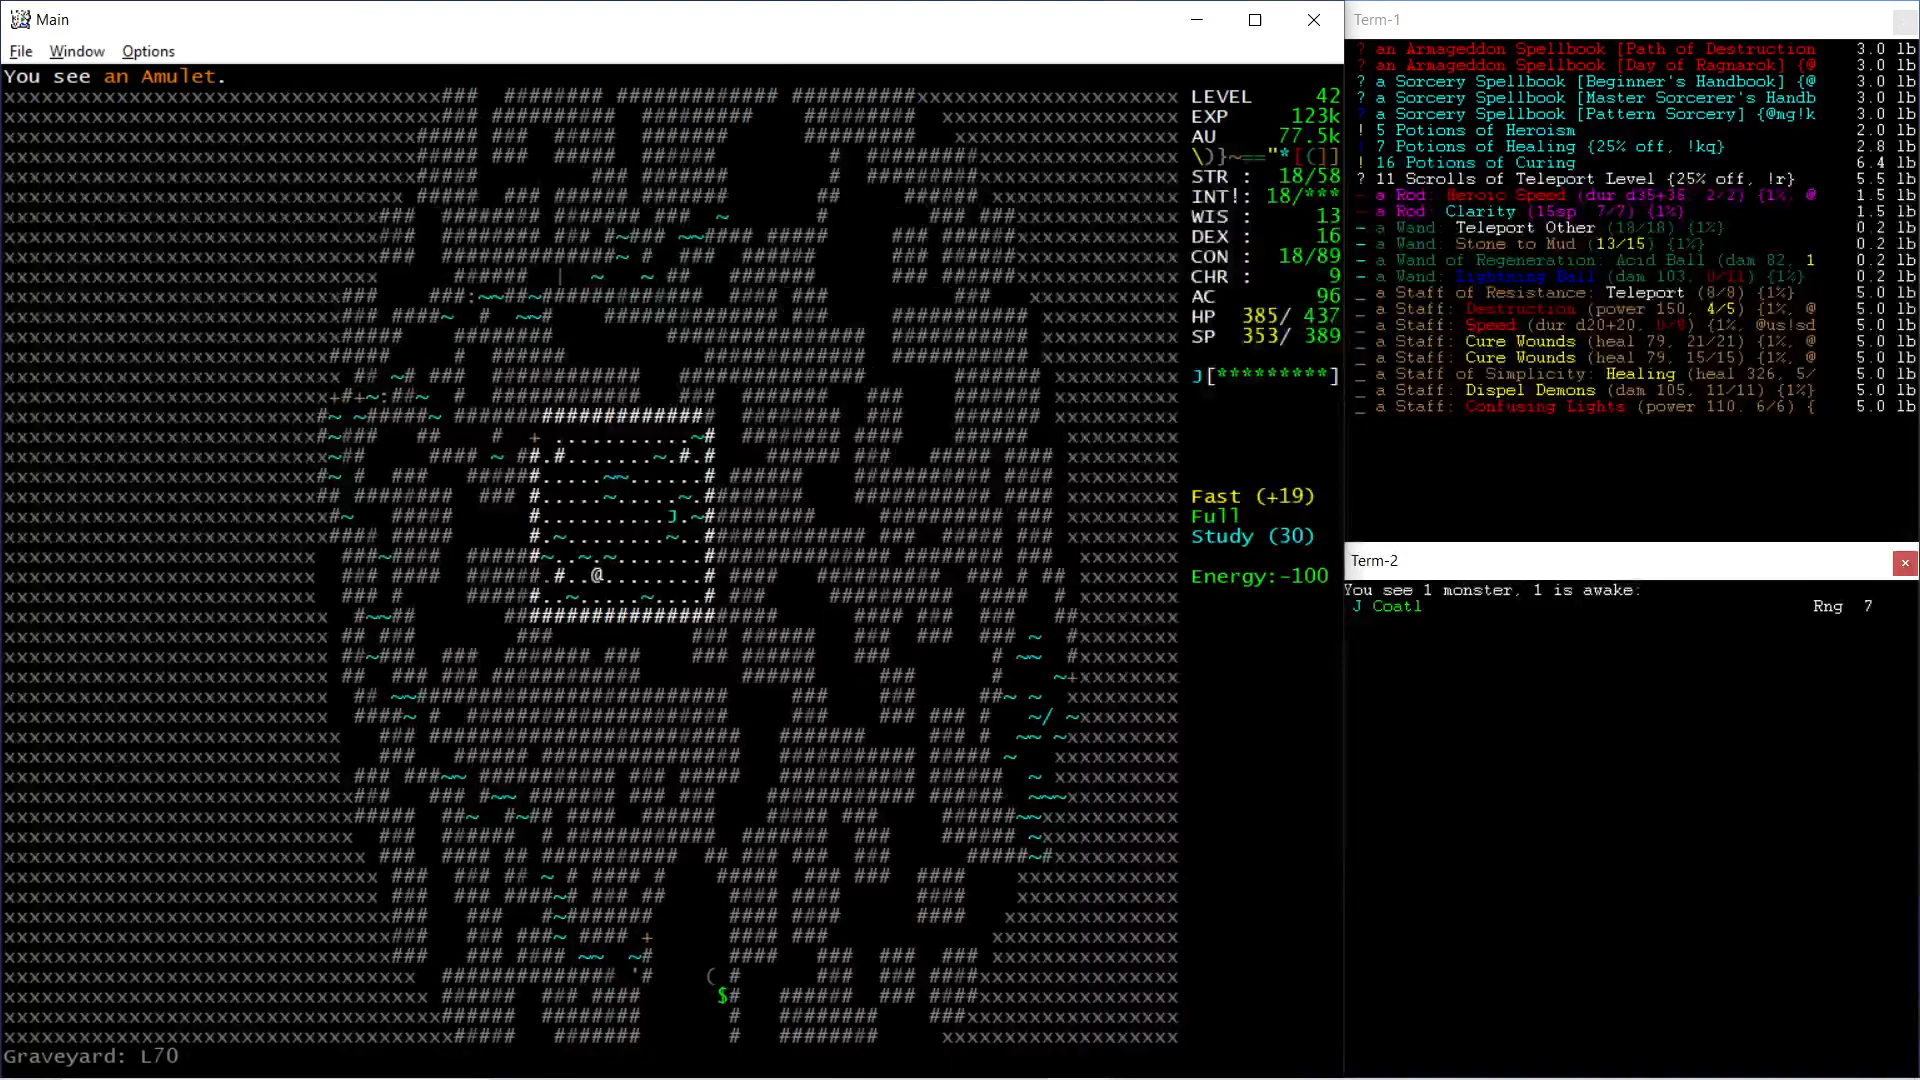 Main
File Window Options
You see an Amulet.
LEVEL 42
EXP 123k
AU 77.5k
\)}~=="*[(]]
STR : 18/58
INT!: 18/***
WIS : 13
DEX : 16
CON : 18/89
CHR : 9
AC 96
HP 385/ 437
SP 353/ 389
J[*********]
Fast (+19)
Full
Study (30)
Energy:-100
Graveyard: L70
Term-1
? an Armageddon Spellbook [Path of Destruction 3.0 lb
? an Armageddon Spellbook [Day of Ragnarok] {@ 3.0 lb
? a Sorcery Spellbook [Beginner's Handbook] {@ 3.0 lb
? a Sorcery Spellbook [Master Sorcerer's Handb 3.0 lb
? a Sorcery Spellbook [Pattern Sorcery] {@mg!k 3.0 lb
! 5 Potions of Heroism 2.0 lb
! 7 Potions of Healing {25% off, !kq} 2.8 lb
! 16 Potions of Curing 6.4 lb
? 11 Scrolls of Teleport Level {25% off, !r} 5.5 lb
- a Rod: Heroic Speed (dur d35+36, 2/2) {1%, @ 1.5 lb
- a Rod: Clarity (15sp 7/7) {1%} 1.5 lb
- a Wand: Teleport Other (18/18) {1%} 0.2 lb
- a Wand: Stone to Mud (13/15) {1%} 0.2 lb
- a Wand of Regeneration: Acid Ball (dam 82, 1 0.2 lb
- a Wand: Lightning Ball (dam 103, 0/11) {1%} 0.2 lb
_ a Staff of Resistance: Teleport (8/8) {1%} 5.0 lb
_ a Staff: Destruction (power 150, 4/5) {1%, @ 5.0 lb
_ a Staff: Speed (dur d20+20, 0/8) {1%, @us!sd 5.0 lb
_ a Staff: Cure Wounds (heal 79, 21/21) {1%, @ 5.0 lb
_ a Staff: Cure Wounds (heal 79, 15/15) {1%, @ 5.0 lb
_ a Staff of Simplicity: Healing (heal 326, 5/ 5.0 lb
_ a Staff: Dispel Demons (dam 105, 11/11) {1%} 5.0 lb
_ a Staff: Confusing Lights (power 110, 6/6) { 5.0 lb
Term-2
You see 1 monster, 1 is awake:
J Coatl Rng 7